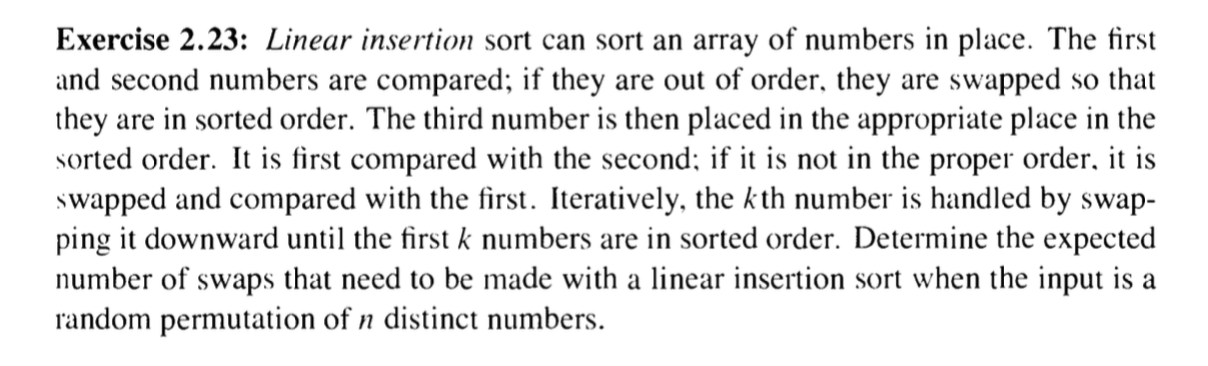 Exercise 2.23: Linear insertion sort can sort an array of numbers in place. The first
and second numbers are compared; if they are out of order, they are swapped so that
they are in sorted order. The third number is then placed in the appropriate place in the
sorted order. It is first compared with the second; if it is not in the proper order, it is
swapped and compared with the first. Iteratively, the kth number is handled by swap-
ping it downward until the first k numbers are in sorted order. Determine the expected
number of swaps that need to be made with a linear insertion sort when the input is a
random permutation of n distinct numbers.